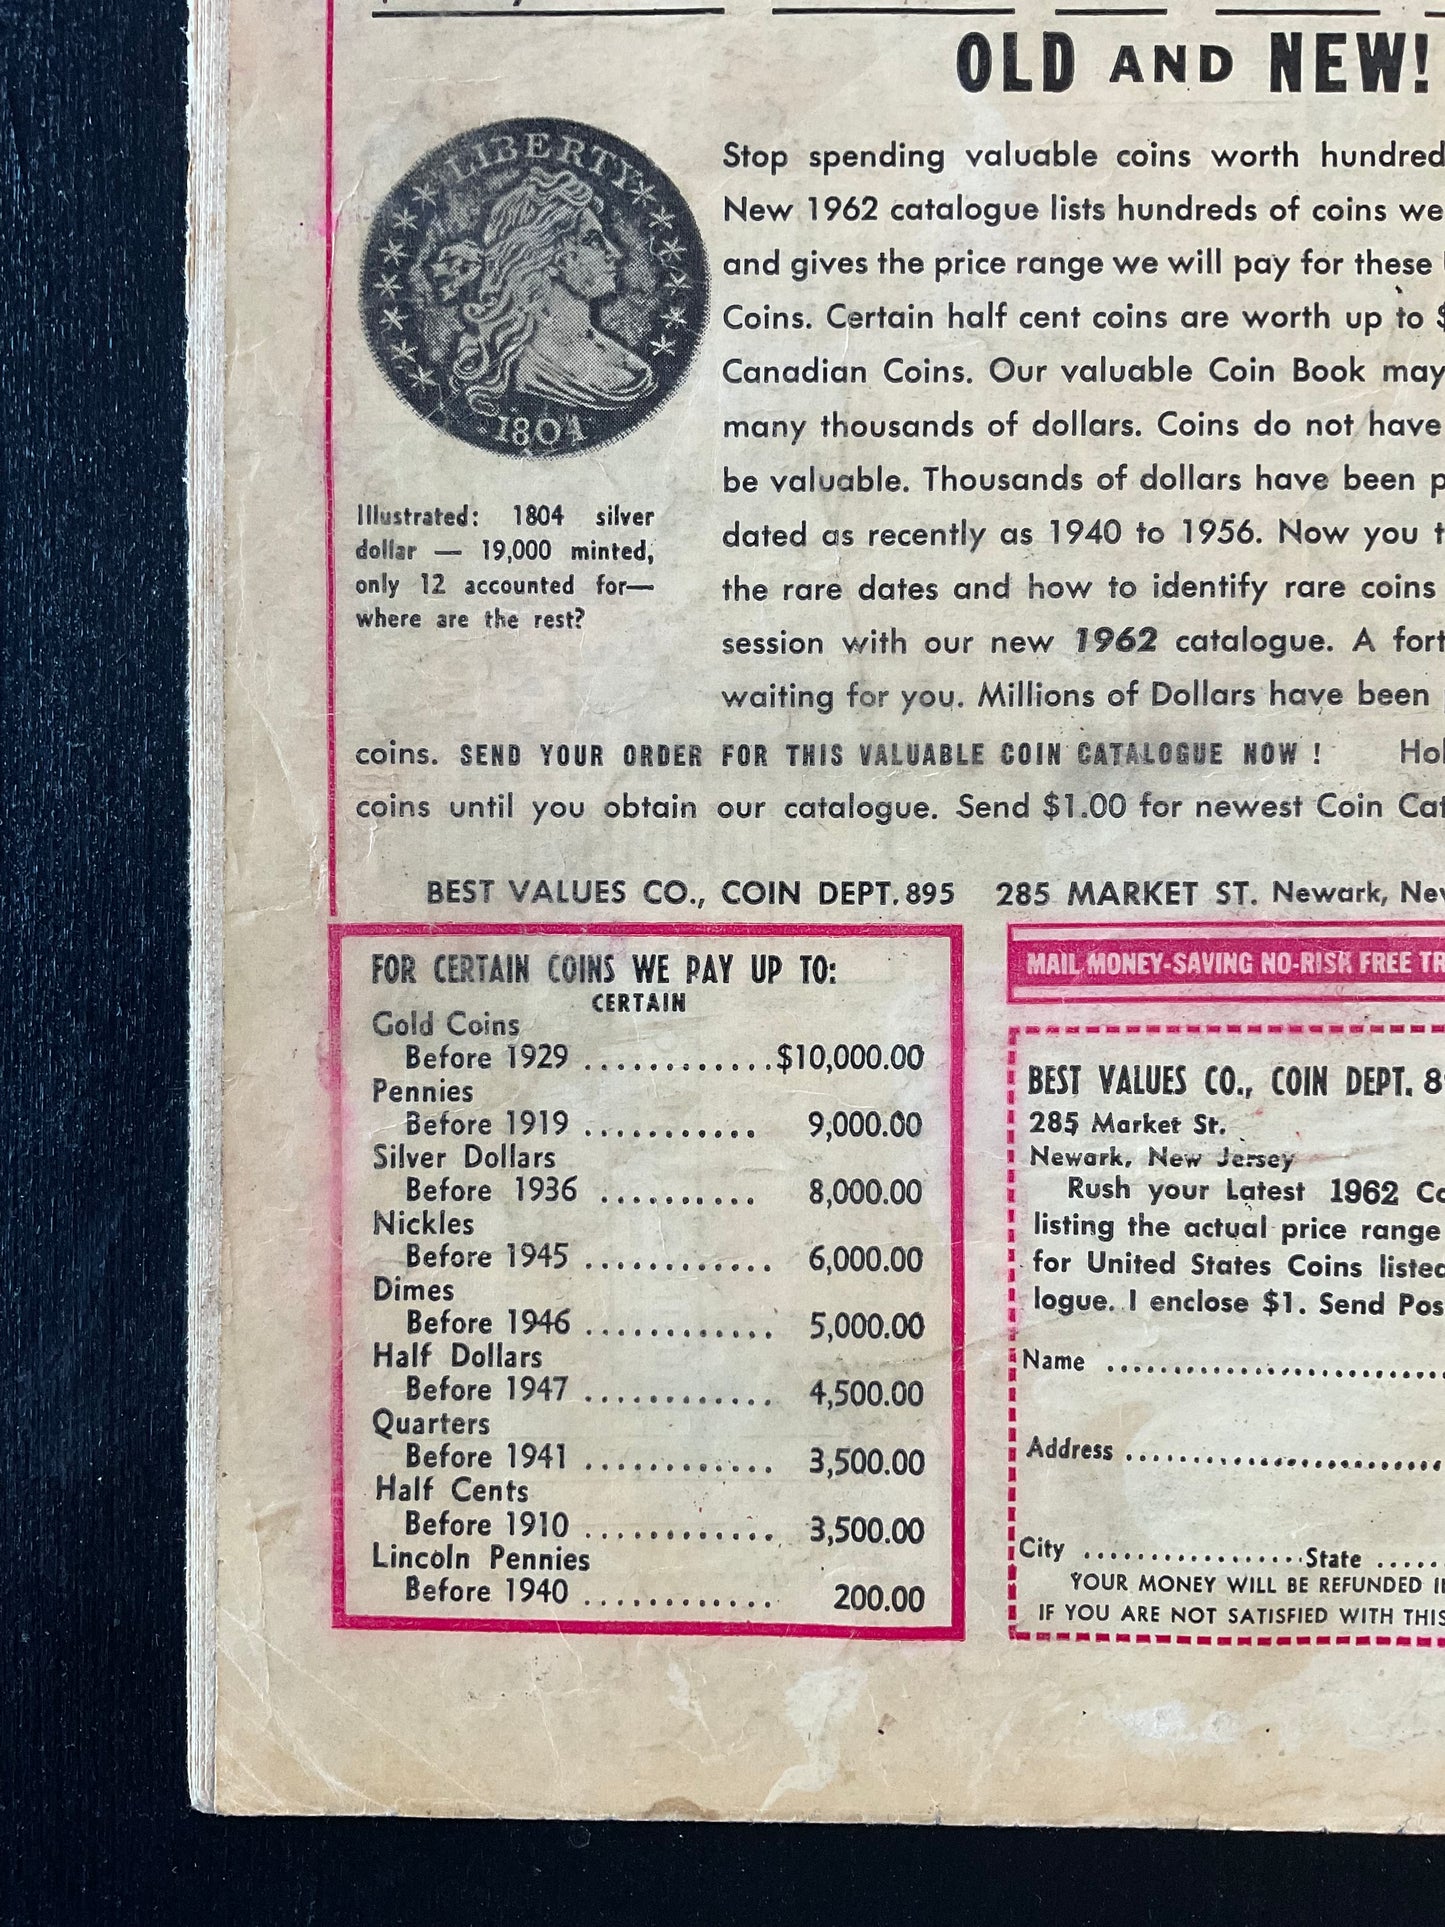 OLD AND NEW!
LIBERTY
1804
Stop spending valuable coins worth hundred
New 1962 catalogue lists hundreds of coins we
and gives the price range we will pay for these
Coins. Certain half cent coins are worth up to $
Canadian Coins. Our valuable Coin Book may
many thousands of dollars. Coins do not have
be valuable. Thousands of dollars have been p
dated as recently as 1940 to 1956. Now you t
the rare dates and how to identify rare coins
session with our new 1962 catalogue. A fort
waiting for you. Millions of Dollars have been
Illustrated: 1804 silver
dollar — 19,000 minted,
only 12 accounted for—
where are the rest?
coins. SEND YOUR ORDER FOR THIS VALUABLE COIN CATALOGUE NOW ! Hol
coins until you obtain our catalogue. Send $1.00 for newest Coin Cat
BEST VALUES CO., COIN DEPT. 895 285 MARKET ST. Newark, Nev
FOR CERTAIN COINS WE PAY UP TO:
CERTAIN
Gold Coins
Before 1929 ............$10,000.00
Pennies
Before 1919 ........... 9,000.00
Silver Dollars
Before 1936 .......... 8,000.00
Nickles
Before 1945 ............ 6,000.00
Dimes
Before 1946 ............ 5,000.00
Half Dollars
Before 1947 ............ 4,500.00
Quarters
Before 1941 ............ 3,500.00
Half Cents
Before 1910 ............ 3,500.00
Lincoln Pennies
Before 1940 ............ 200.00
MAIL MONEY-SAVING NO-RISK FREE TR
BEST VALUES CO., COIN DEPT. 8
285 Market St.
Newark, New Jersey
Rush your Latest 1962 Co
listing the actual price range
for United States Coins listed
logue. I enclose $1. Send Pos
Name ........................
Address ........................
City .................State .....
YOUR MONEY WILL BE REFUNDED I
IF YOU ARE NOT SATISFIED WITH THIS